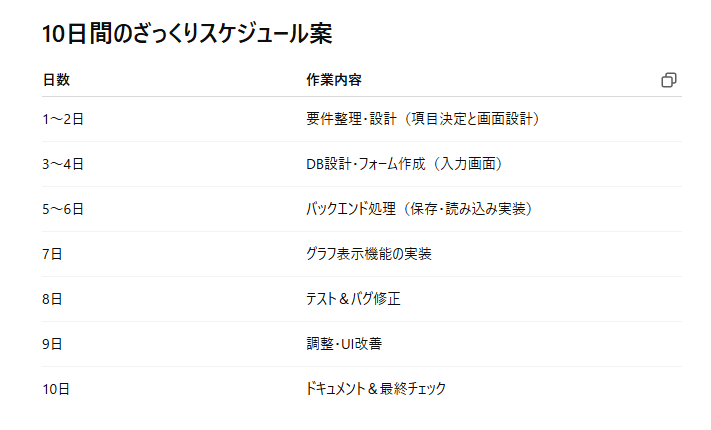 10日間のざっくりスケジュール案
日数 作業内容
1～2日 要件整理・設計（項目決定と画面設計）
3～4日 DB設計・フォーム作成（入力画面）
5～6日 バックエンド処理（保存・読み込み実装）
7日 グラフ表示機能の実装
8日 テスト＆バグ修正
9日 調整・UI改善
10日 ドキュメント＆最終チェック